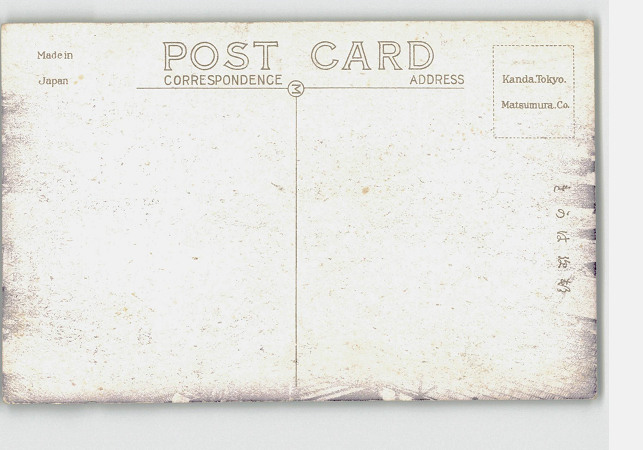 Made in
Japan
POST CARD
CORRESPONDENCE
ADDRESS
M
Kanda.Tokyo.
Matsumura.Co.